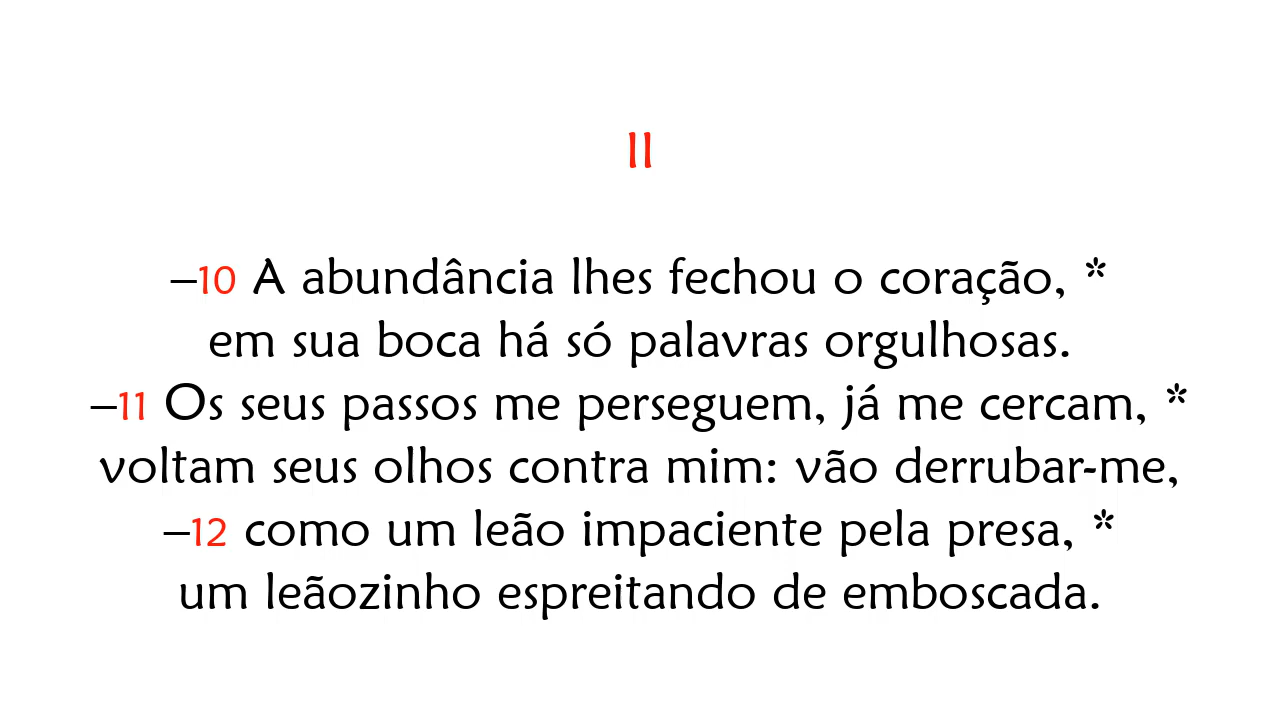 II
–10 A abundância lhes fechou o coração, *
em sua boca há só palavras orgulhosas.
–11 Os seus passos me perseguem, já me cercam, *
voltam seus olhos contra mim: vão derrubar-me,
–12 como um leão impaciente pela presa, *
um leãozinho espreitando de emboscada.